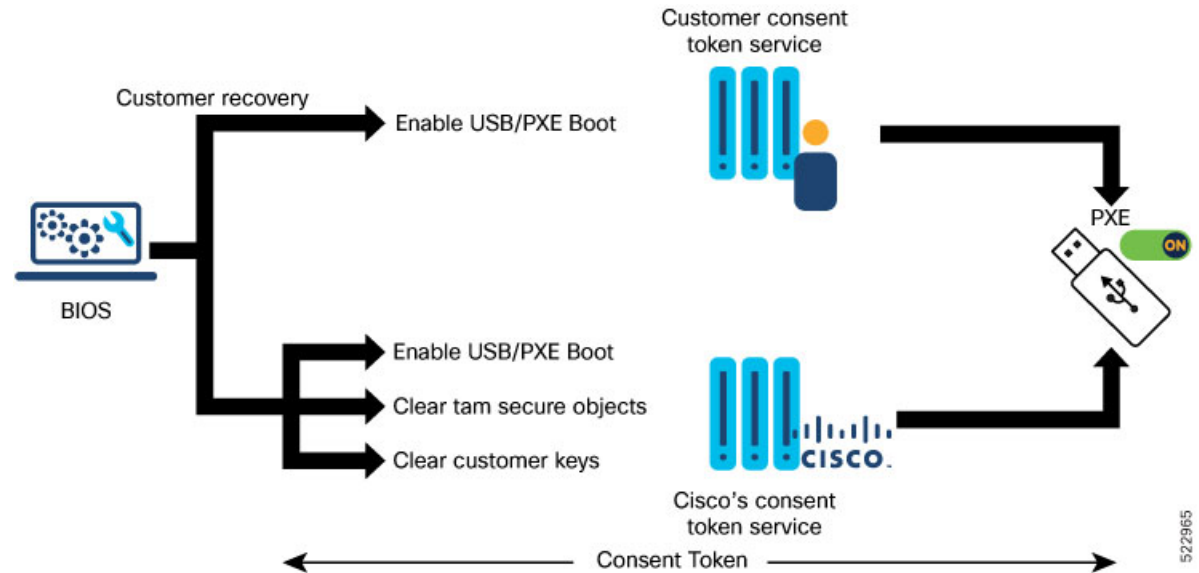 Customer consent
token service
Customer recovery
Enable USB/PXE Boot
PXE
ON
BIOS
Enable USB/PXE Boot
Clear tam secure objects
Clear customer keys
CISCO.
Cisco's consent
token service
Consent Token
522965